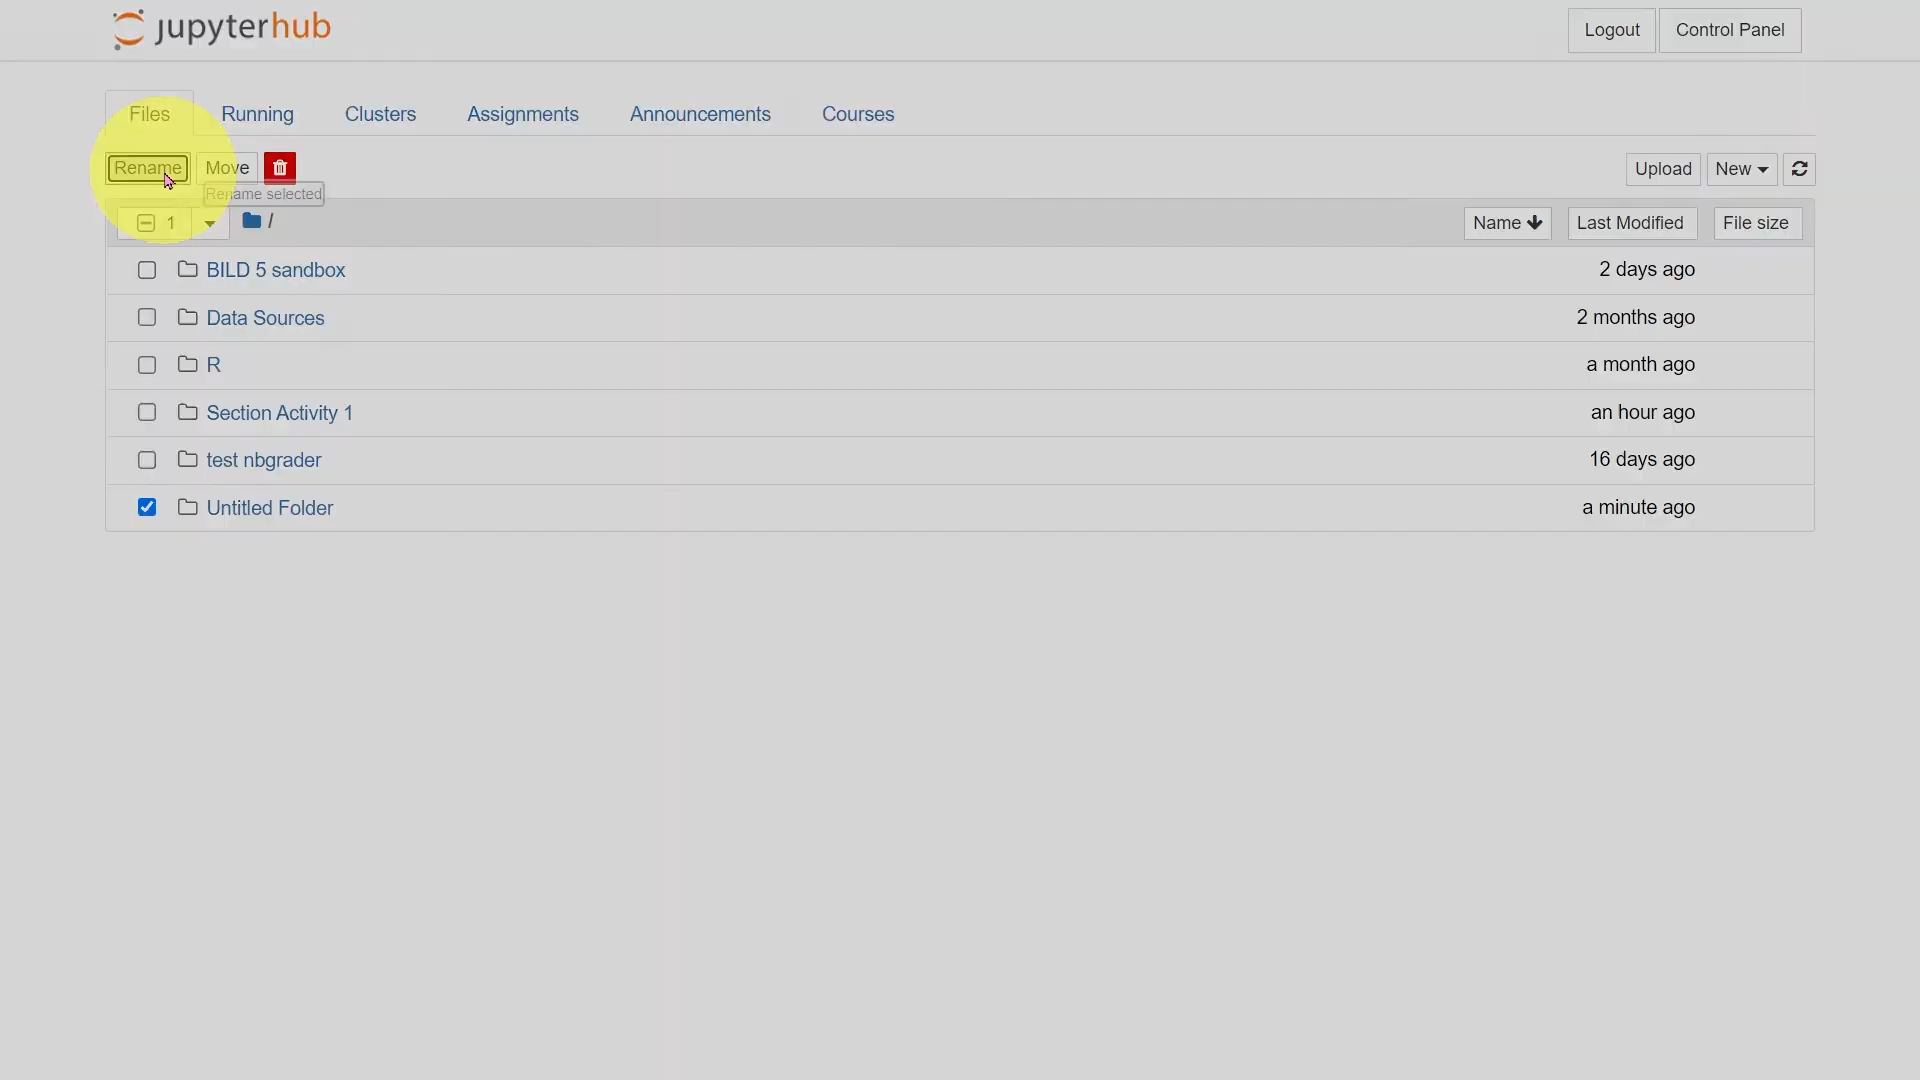 jupyterhub
Logout
Control Panel
Files
Running
Clusters
Assignments
Announcements
Courses
Rename
Move
Upload
New
Rename selected
1
/
Name
Last Modified
File size
BILD 5 sandbox
2 days ago
Data Sources
2 months ago
R
a month ago
Section Activity 1
an hour ago
test nbgrader
16 days ago
Untitled Folder
a minute ago